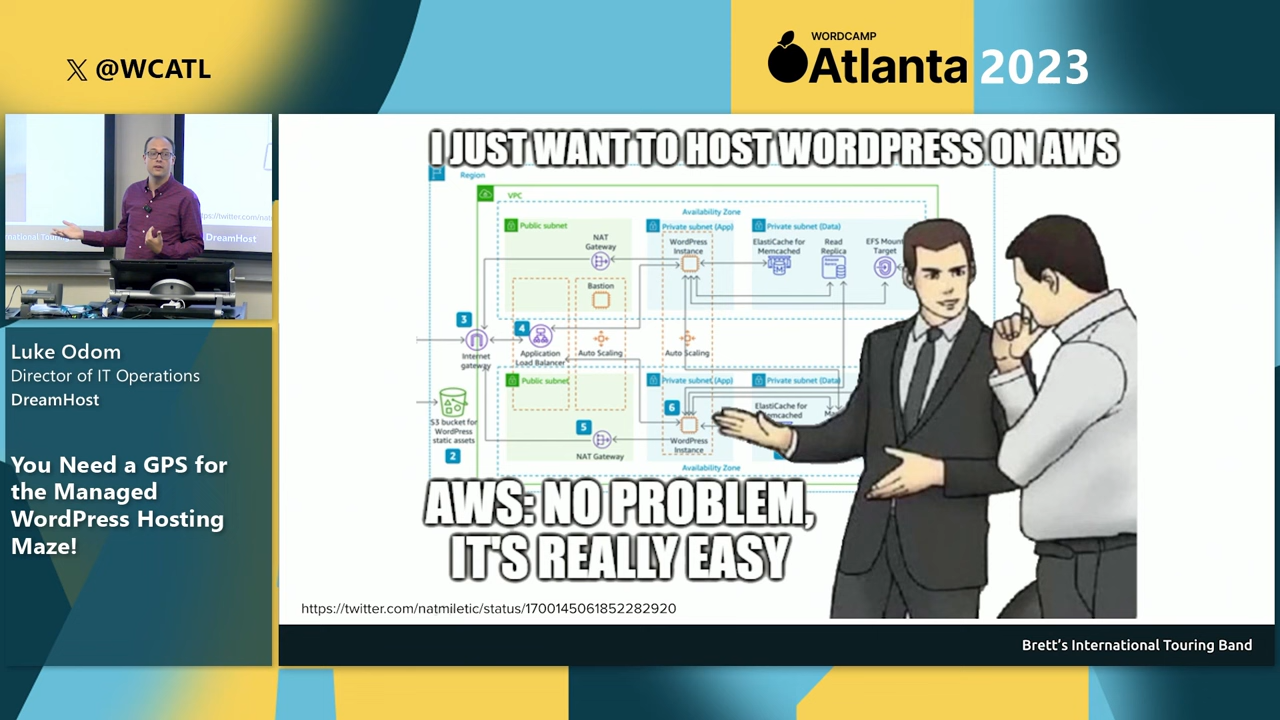 @WCATL
WORDCAMP
Atlanta 2023
I JUST WANT TO HOST WORDPRESS ON AWS
Region
VPC
Availability Zone
Public subnet
Private subnet (App)
Private subnet (Data)
NAT
Gateway
WordPress
Instance
ElastiCache for
Memcached
Read
Replica
EFS Mount
Target
Bastion
3
4
Internet
gateway
Application
Load Balancer
Auto Scaling
Auto Scaling
Public subnet
Private subnet (App)
Private subnet (Data)
S3 bucket for
WordPress
static assets
2
5
NAT Gateway
6
WordPress
Instance
ElastiCache for
Availability Zone
AWS: NO PROBLEM,
IT'S REALLY EASY
https://twitter.com/natmiletic/status/1700145061852282920
Brett's International Touring Band
DreamHost
Luke Odom
Director of IT Operations
DreamHost
You Need a GPS for
the Managed
WordPress Hosting
Maze!